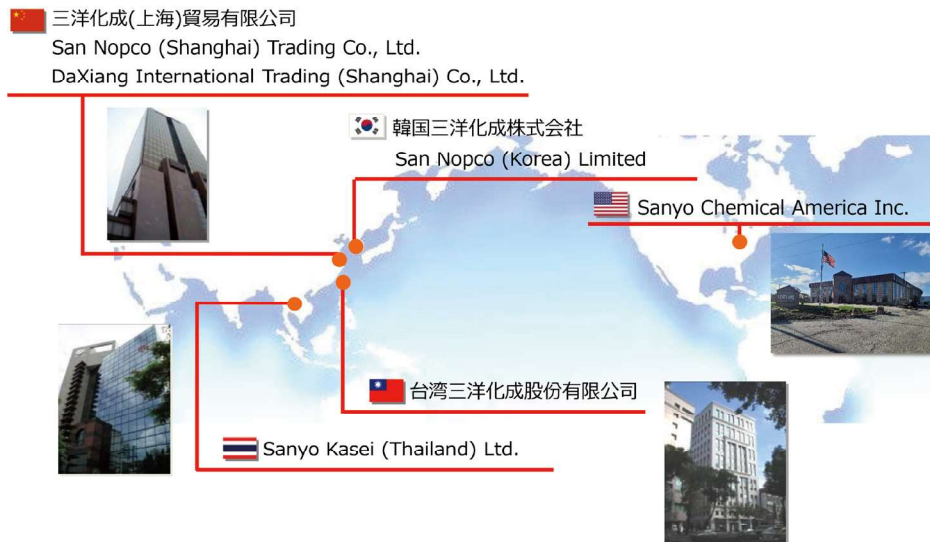 三洋化成(上海)貿易有限公司
San Nopco (Shanghai) Trading Co., Ltd.
DaXiang International Trading (Shanghai) Co., Ltd.
韓国三洋化成株式会社
San Nopco (Korea) Limited
Sanyo Chemical America Inc.
台湾三洋化成股份有限公司
Sanyo Kasei (Thailand) Ltd.